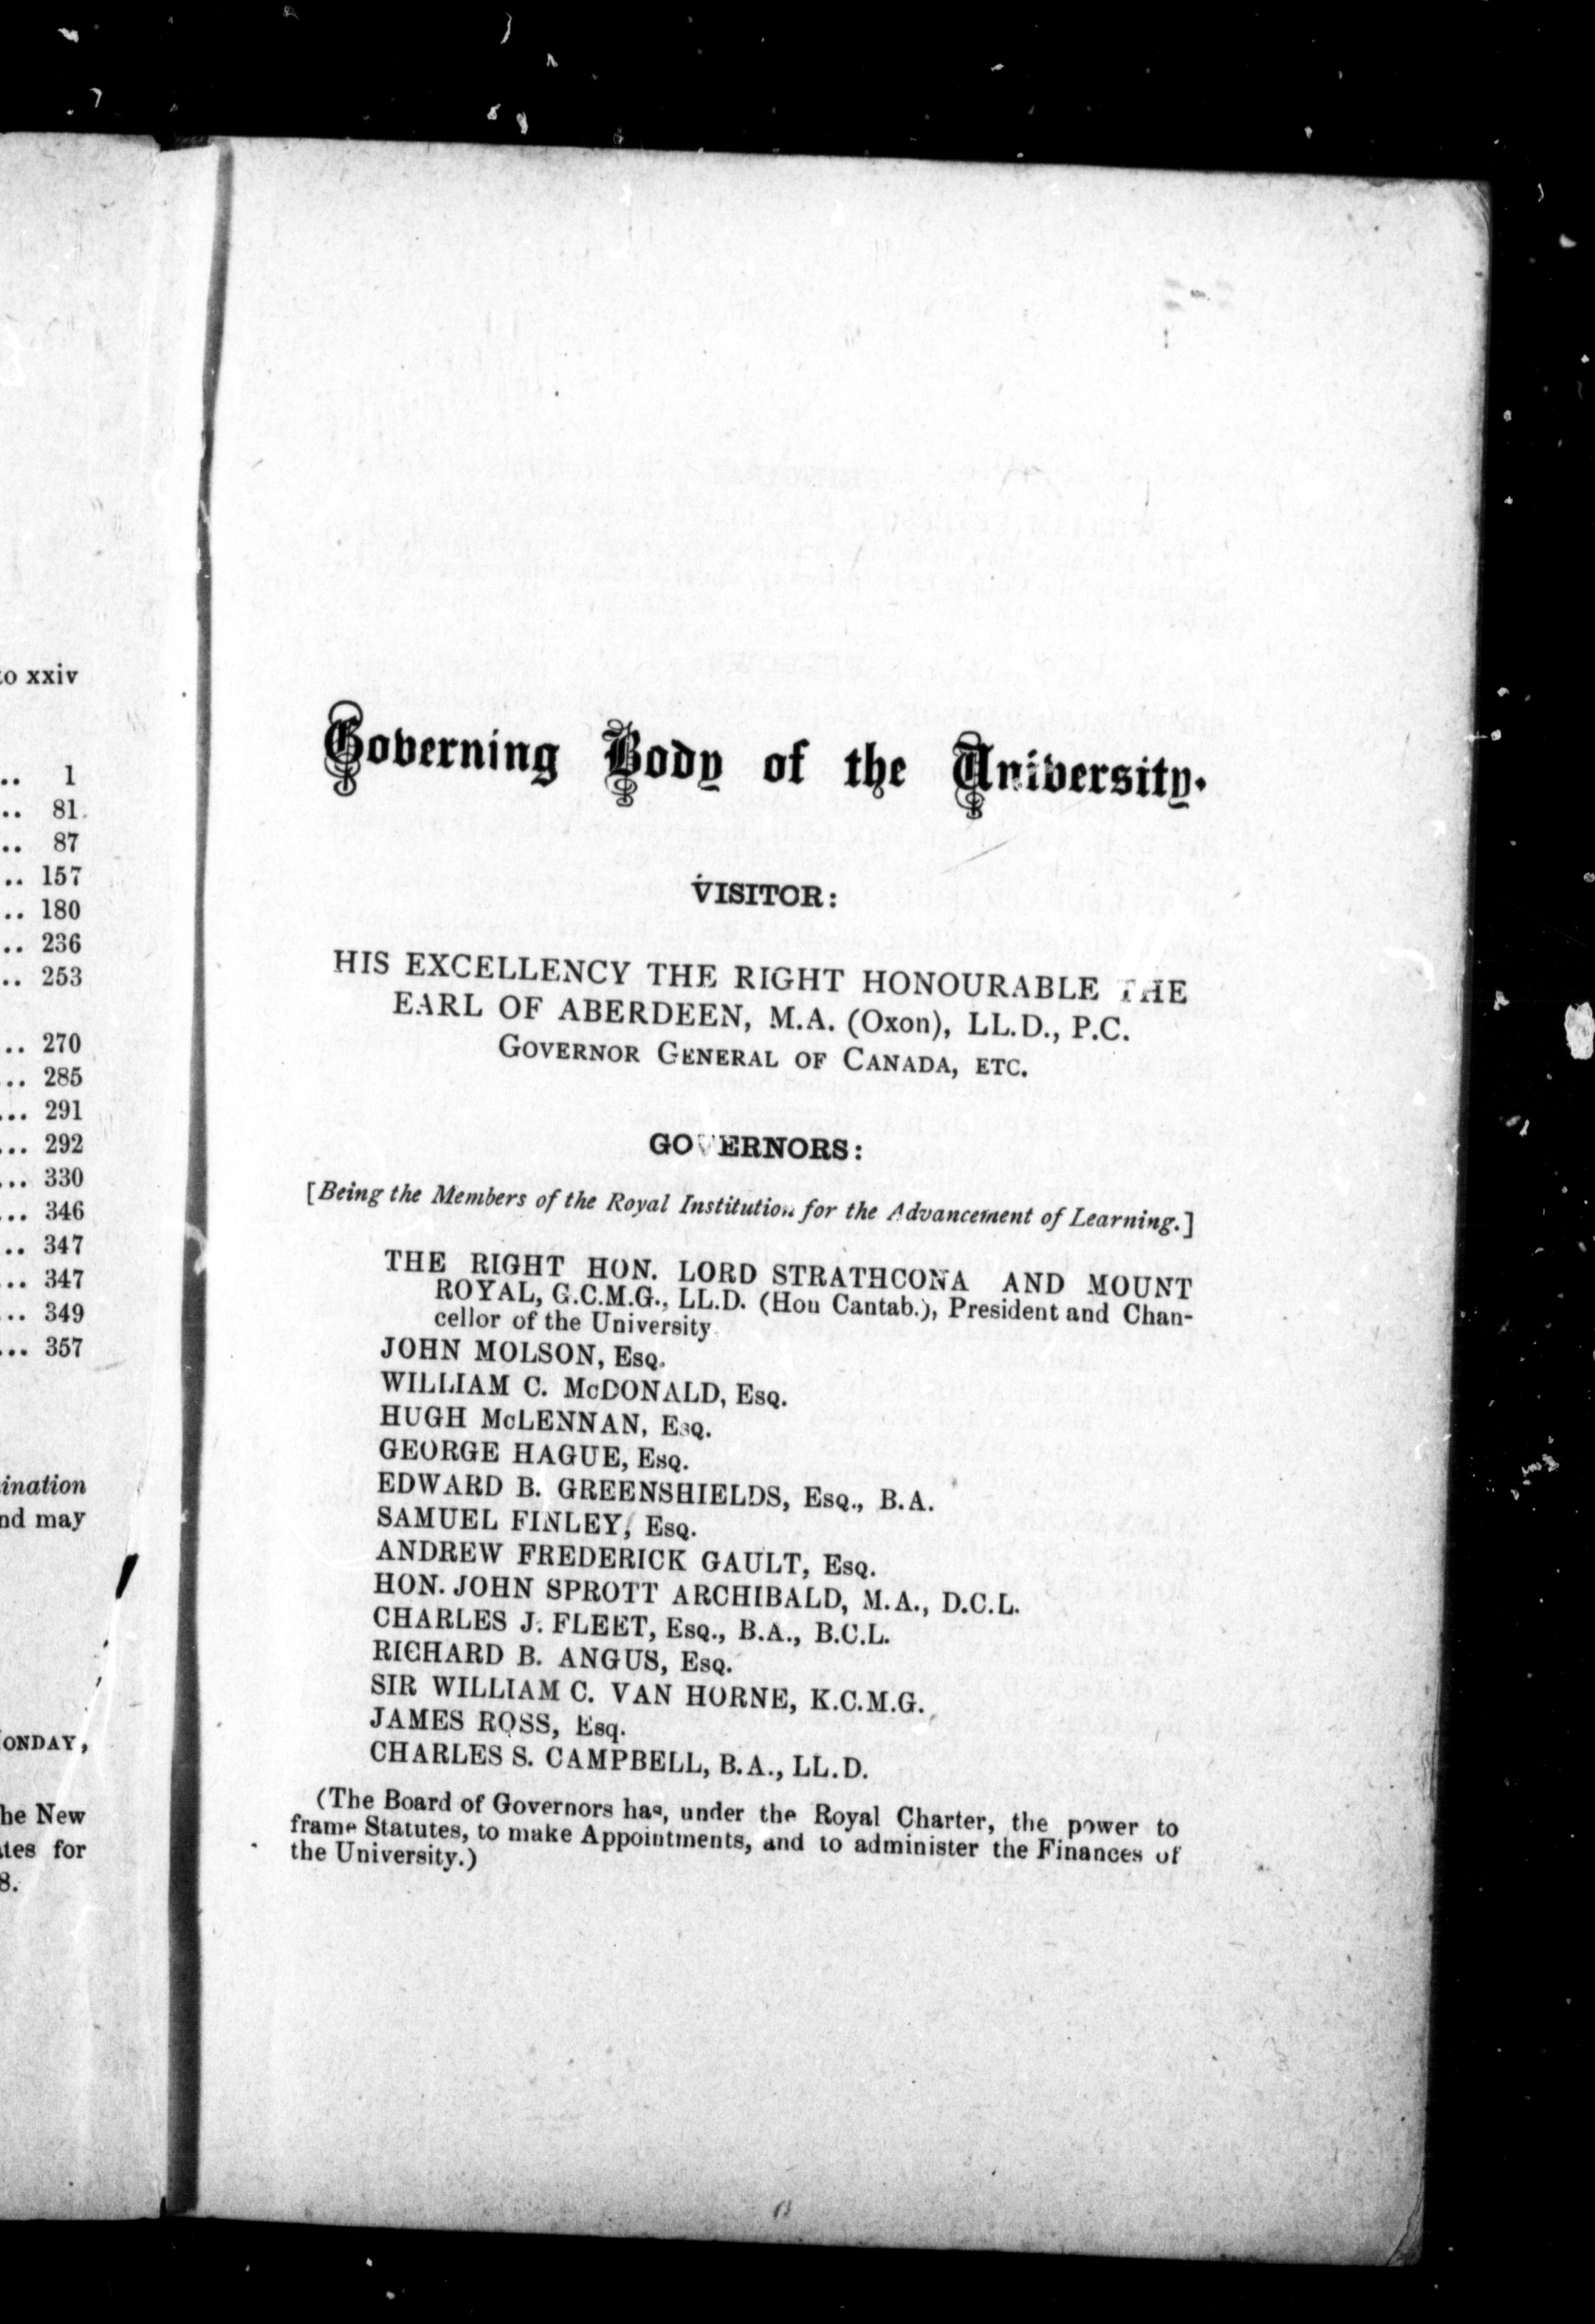 to xxiv
.. 1
.. 81
.. 87
.. 157
.. 180
.. 236
.. 253
.. 270
... 285
... 291
... 292
... 330
... 346
.. 347
... 347
... 349
... 357
ination
nd may
ONDAY,
he New
ates for
8.
Governing Body of the University.
VISITOR:
HIS EXCELLENCY THE RIGHT HONOURABLE THE
EARL OF ABERDEEN, M.A. (Oxon), LL.D., P.C.
GOVERNOR GENERAL OF CANADA, ETC.
GOVERNORS:
[Being the Members of the Royal Institution for the Advancement of Learning.]
THE RIGHT HON. LORD STRATHCONA AND MOUNT
ROYAL, G.C.M.G., LL.D. (Hon Cantab.), President and Chan-
cellor of the University.
JOHN MOLSON, Esq.
WILLIAM C. McDONALD, Esq.
HUGH McLENNAN, Esq.
GEORGE HAGUE, Esq.
EDWARD B. GREENSHIELDS, Esq., B.A.
SAMUEL FINLEY, Esq.
ANDREW FREDERICK GAULT, Esq.
HON. JOHN SPROTT ARCHIBALD, M.A., D.C.L.
CHARLES J. FLEET, Esq., B.A., B.C.L.
RICHARD B. ANGUS, Esq.
SIR WILLIAM C. VAN HORNE, K.C.M.G.
JAMES ROSS, Esq.
CHARLES S. CAMPBELL, B.A., LL.D.
(The Board of Governors has, under the Royal Charter, the power to
frame Statutes, to make Appointments, and to administer the Finances of
the University.)